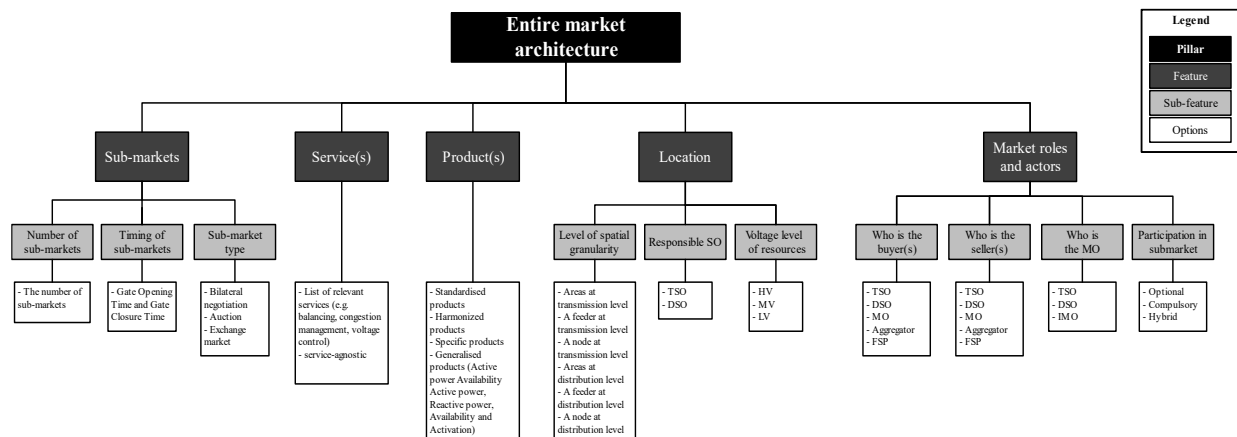 Entire market
architecture
Legend
Pillar
Feature
Sub-feature
Options
Sub-markets
Service(s)
Product(s)
Location
Market roles
and actors
Number of
sub-markets
Timing of
sub-markets
Sub-market
type
Level of spatial
granularity
Responsible SO
Voltage level
of resources
Who is the
buyer(s)
Who is the
seller(s)
Who is
the MO
Participation in
submarket
- The number of
sub-markets
- Gate Opening
Time and Gate
Closure Time
- Bilateral
negotiation
- Auction
- Exchange
market
- List of relevant
services (e.g.
balancing, congestion
management, voltage
control)
- service-agnostic
- Standardised
products
- Harmonized
products
- Specific products
- Generalised
products (Active
power Availability
Active power,
Reactive power,
Availability and
Activation)
- Areas at
transmission level
- A feeder at
transmission level
- A node at
transmission level
- Areas at
distribution level
- A feeder at
distribution level
- A node at
distribution level
- TSO
- DSO
- HV
- MV
- LV
- TSO
- DSO
- MO
- Aggregator
- FSP
- TSO
- DSO
- MO
- Aggregator
- FSP
- TSO
- DSO
- IMO
- Optional
- Compulsory
- Hybrid